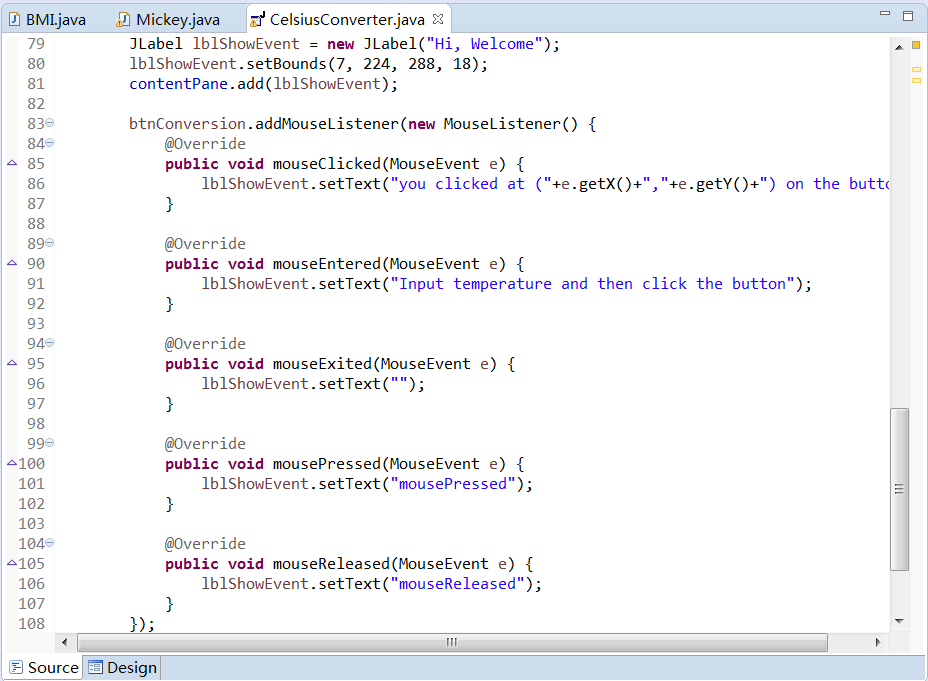 BMI.java Mickey.java CelsiusConverter.java
79 JLabel lblShowEvent = new JLabel("Hi, Welcome");
80 lblShowEvent.setBounds(7, 224, 288, 18);
81 contentPane.add(lblShowEvent);
82
83 btnConversion.addMouseListener(new MouseListener() {
84 @Override
85 public void mouseClicked(MouseEvent e) {
86 lblShowEvent.setText("you clicked at ("+e.getX()+","+e.getY()+") on the butto
87 }
88
89 @Override
90 public void mouseEntered(MouseEvent e) {
91 lblShowEvent.setText("Input temperature and then click the button");
92 }
93
94 @Override
95 public void mouseExited(MouseEvent e) {
96 lblShowEvent.setText("");
97 }
98
99 @Override
100 public void mousePressed(MouseEvent e) {
101 lblShowEvent.setText("mousePressed");
102 }
103
104 @Override
105 public void mouseReleased(MouseEvent e) {
106 lblShowEvent.setText("mouseReleased");
107 }
108 });
Source Design